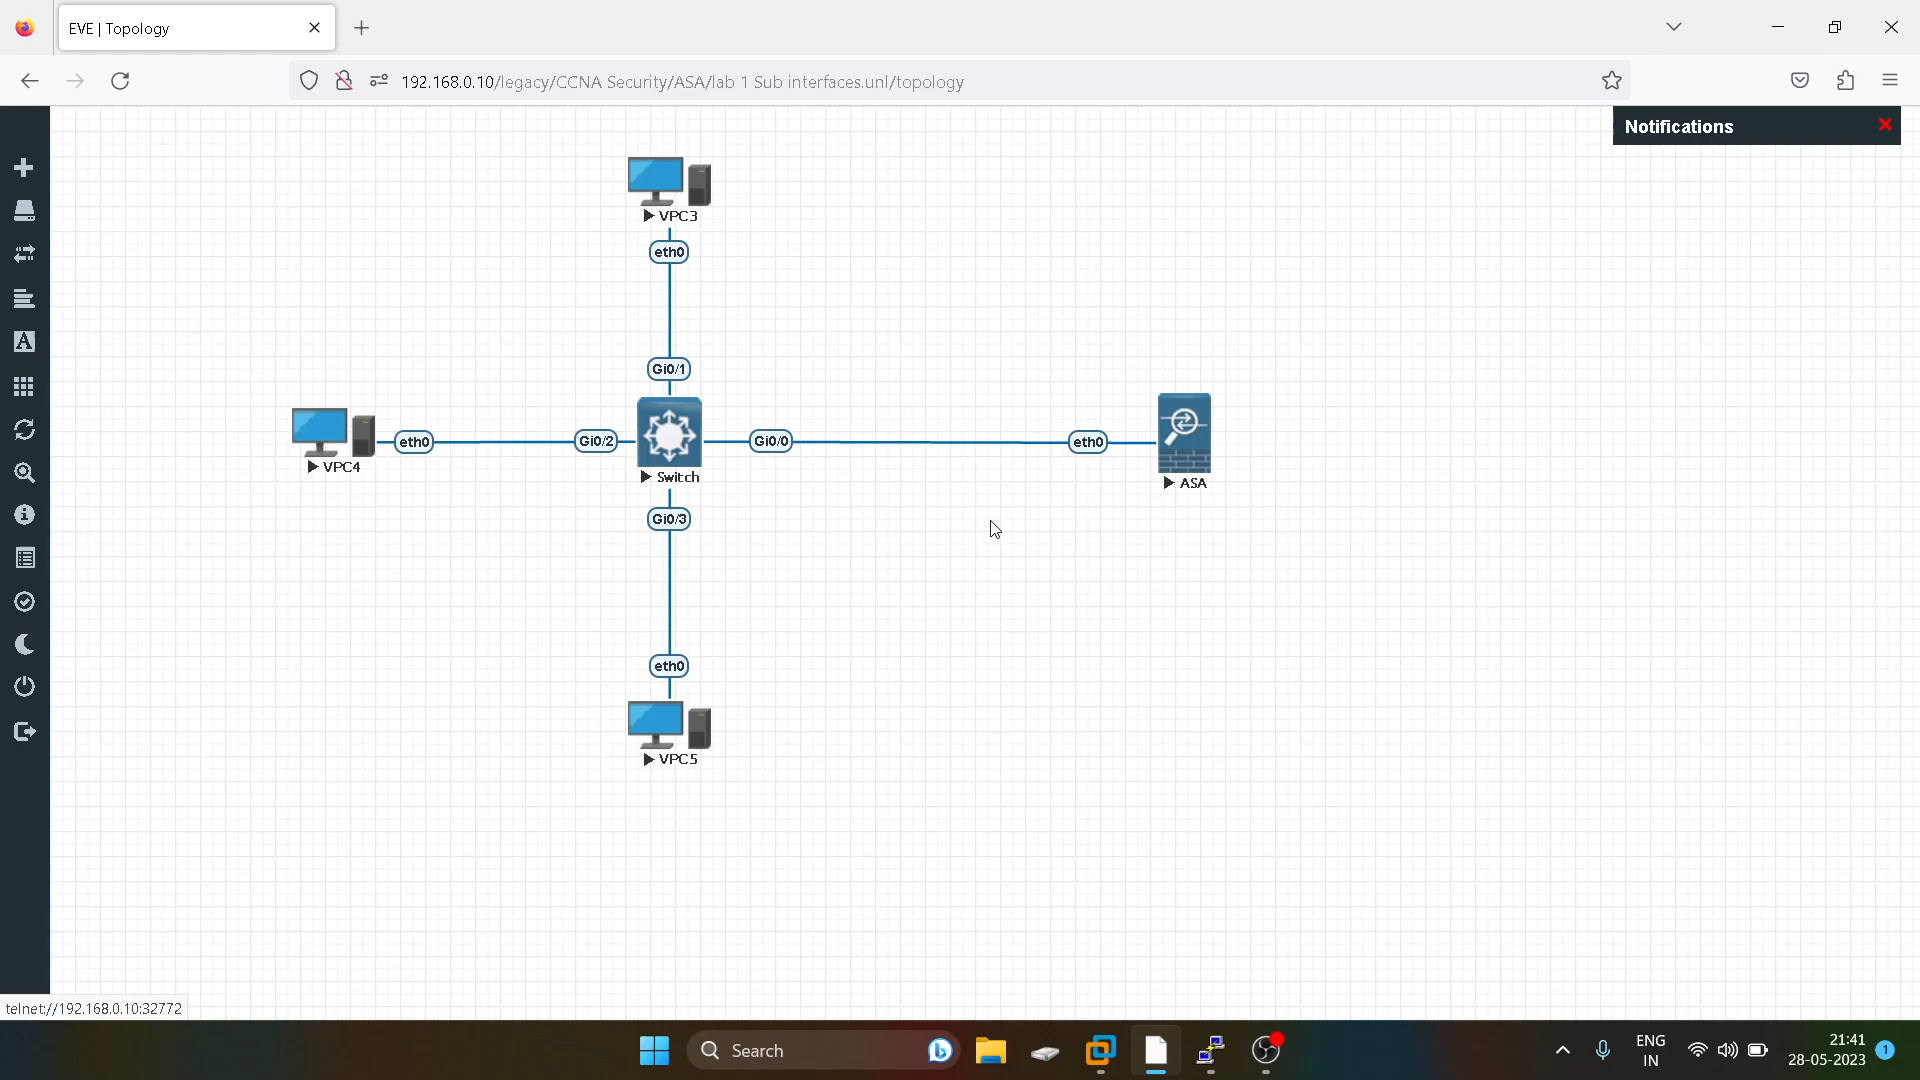 EVE | Topology
192.168.0.10/legacy/CCNA Security/ASA/lab 1 Sub interfaces.unl/topology
Notifications
VPC3
eth0
Gi0/1
VPC4
eth0
Gi0/2
Switch
Gi0/0
eth0
ASA
Gi0/3
eth0
VPC5
telnet://192.168.0.10:32772
Search
ENG
IN
21:41
28-05-2023
1